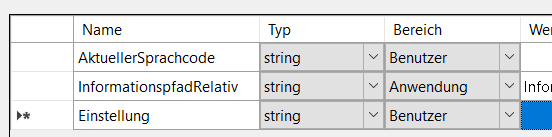 Name Typ Bereich Wer
AktuellerSprachcode string Benutzer
InformationspfadRelativ string Anwendung Infor
Einstellung string Benutzer